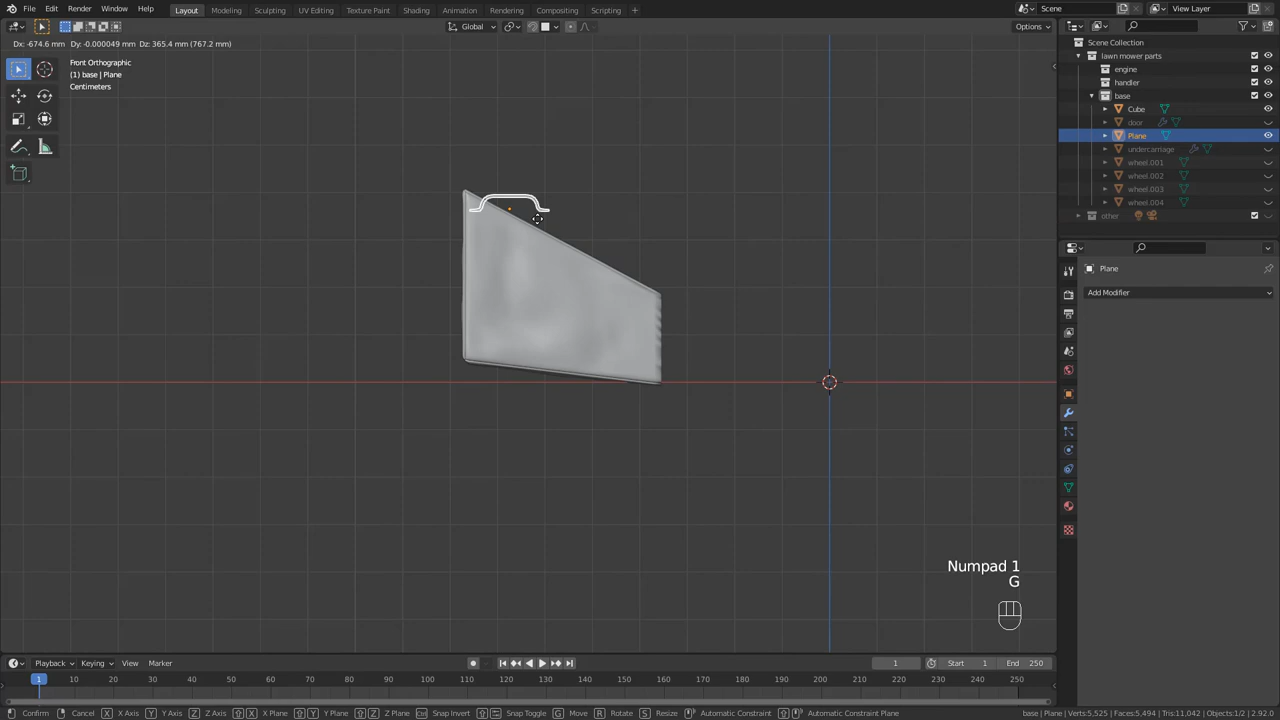 File Edit Render Window Help Layout Modeling Sculpting UV Editing Texture Paint Shading Animation Rendering Compositing Scripting + Scene View Layer
Global Options
Dx: -674.6 mm Dy: -0.000049 mm Dz: 365.4 mm (767.2 mm)
Front Orthographic
(1) base | Plane
Centimeters
Scene Collection
lawn mower parts
engine
handler
base
Cube
door
Plane
undercarriage
wheel.001
wheel.002
wheel.003
wheel.004
other
Plane
Add Modifier
Numpad 1
G
Playback Keying View Marker 1 Start 1 End 250
1 10 20 30 40 50 60 70 80 90 100 110 120 130 140 150 160 170 180 190 200 210 220 230 240 250
Confirm Cancel X X Axis Y Y Axis Z Z Axis X X Plane Y Y Plane Z Z Plane Ctrl Snap Invert Snap Toggle G Move R Rotate S Resize Automatic Constraint Automatic Constraint Plane base | Plane | Verts:5,525 | Faces:5,494 | Tris:11,042 | Objects:1/2 | 2.92.0